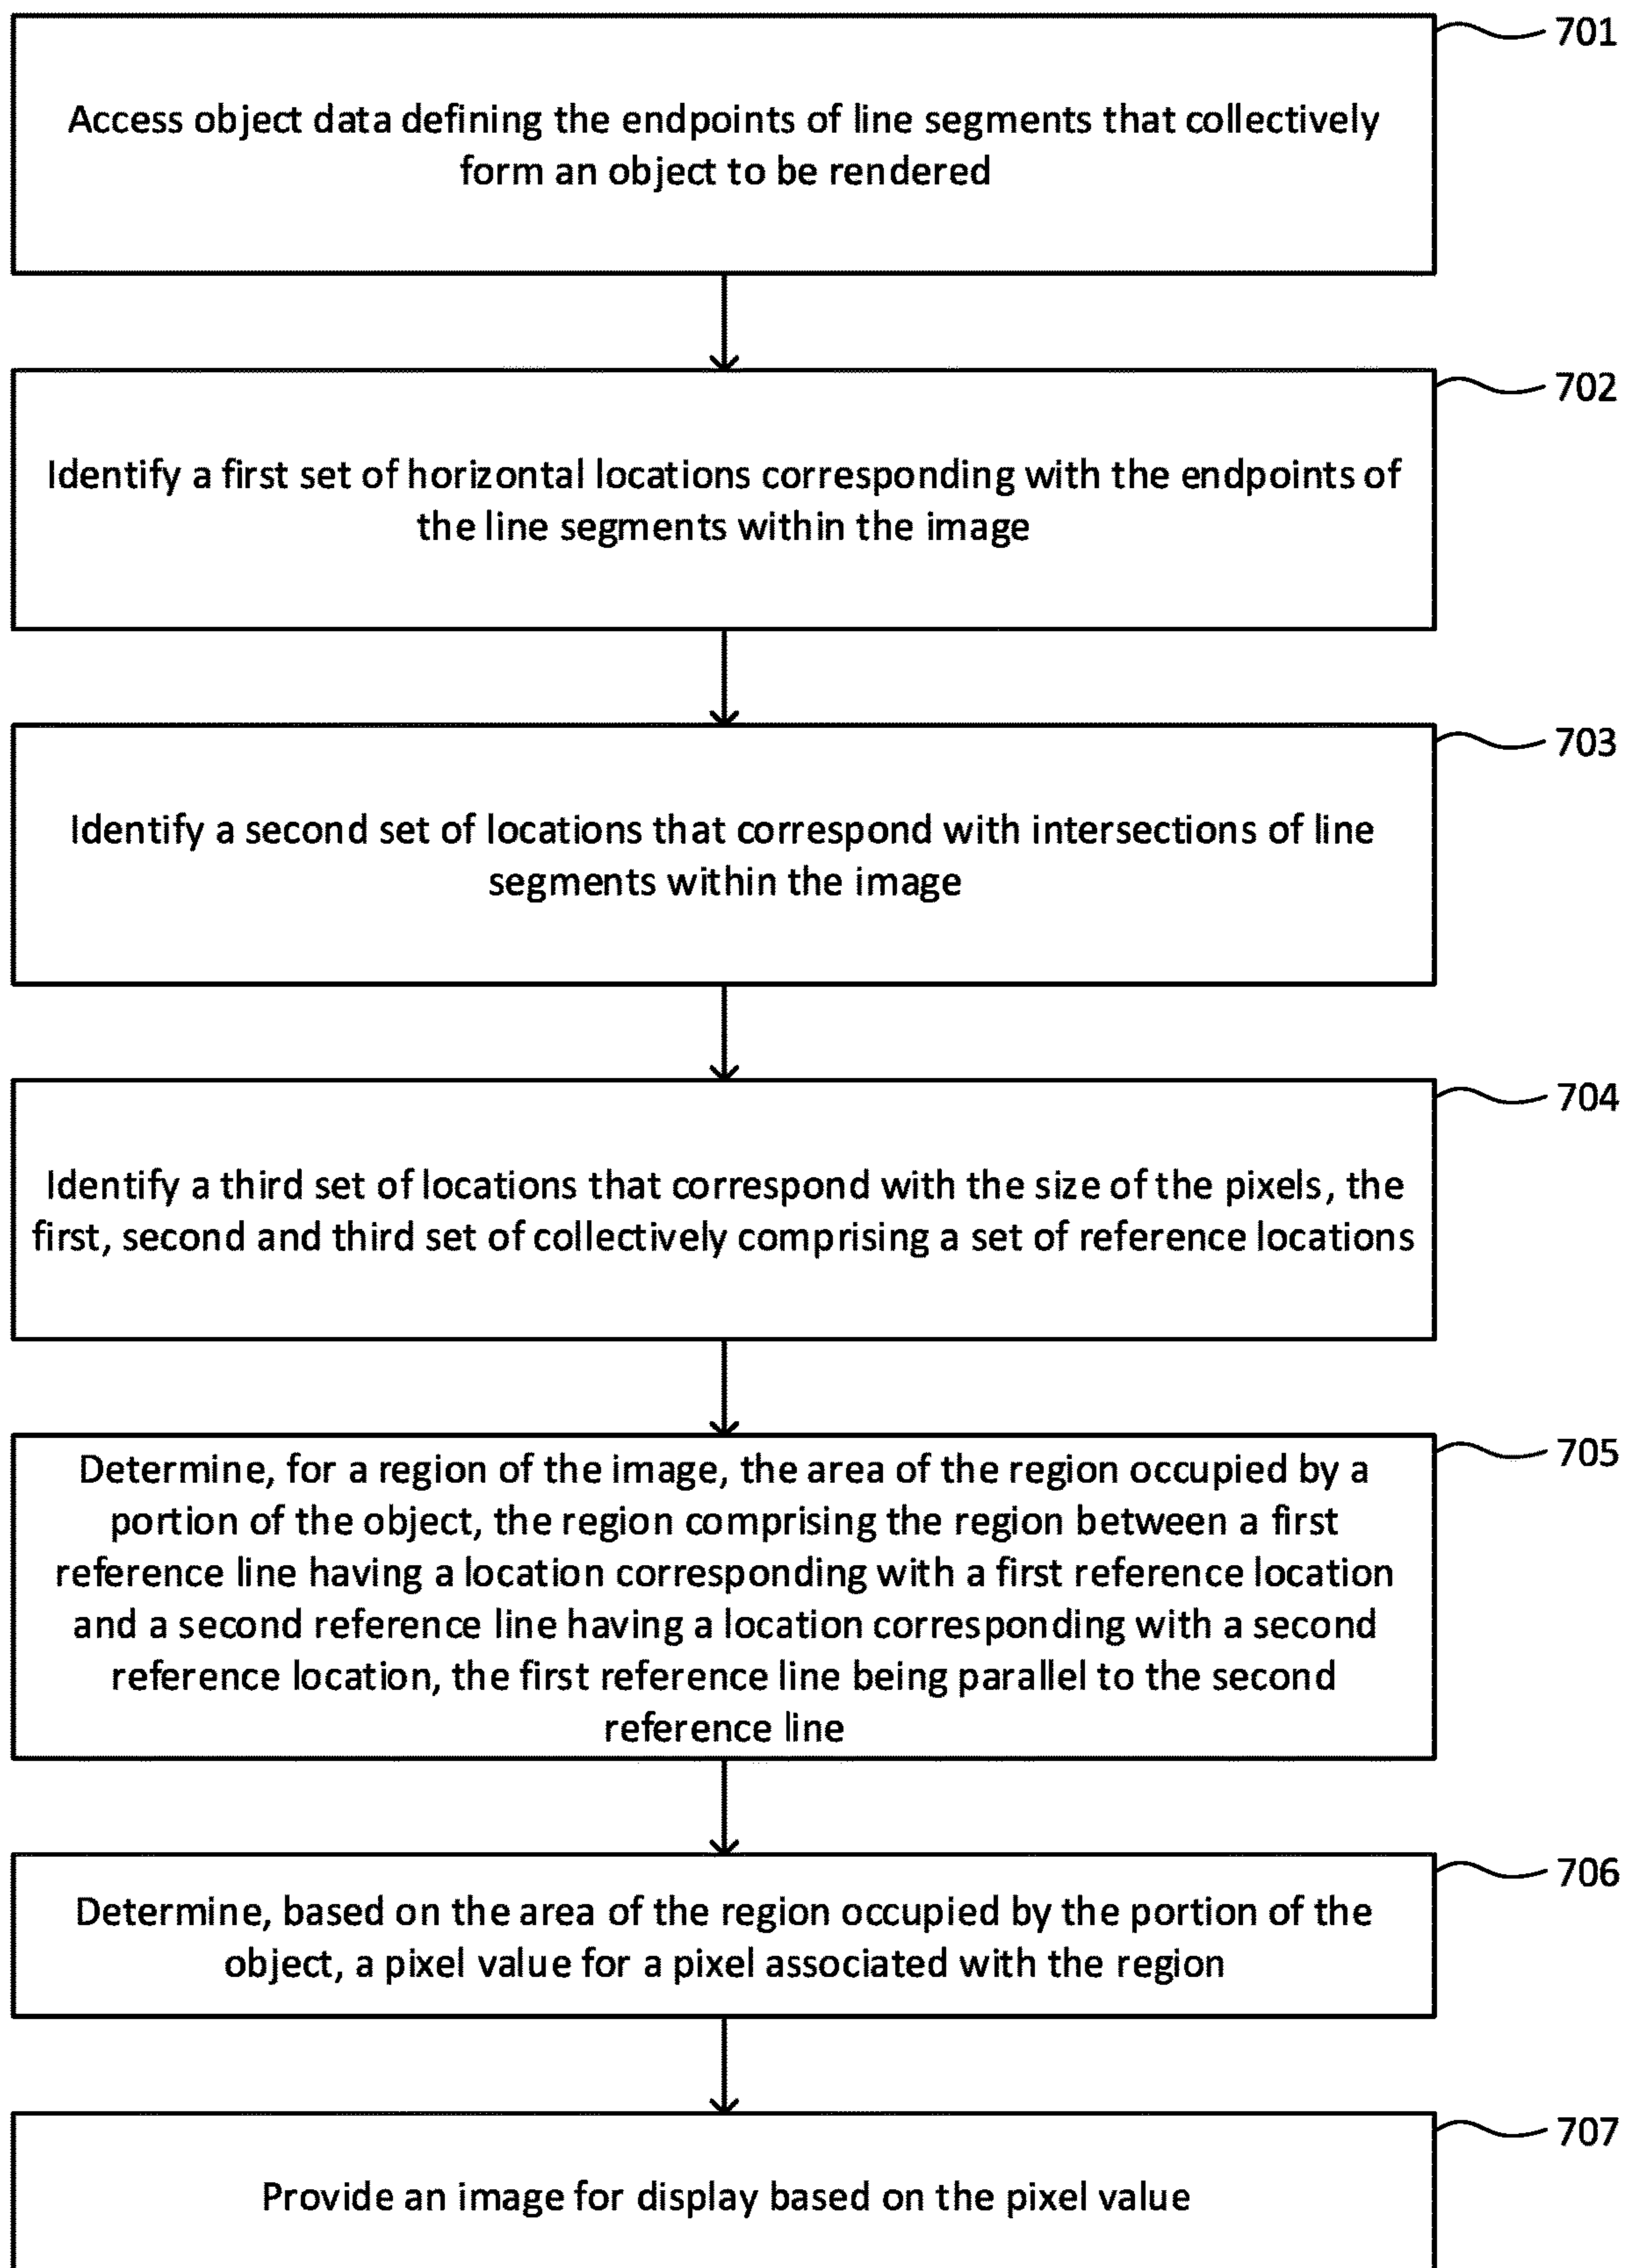 701
Access object data defining the endpoints of line segments that collectively
form an object to be rendered
702
Identify a first set of horizontal locations corresponding with the endpoints of
the line segments within the image
703
Identify a second set of locations that correspond with intersections of line
segments within the image
704
Identify a third set of locations that correspond with the size of the pixels, the
first, second and third set of collectively comprising a set of reference locations
705
Determine, for a region of the image, the area of the region occupied by a
portion of the object, the region comprising the region between a first
reference line having a location corresponding with a first reference location
and a second reference line having a location corresponding with a second
reference location, the first reference line being parallel to the second
reference line
706
Determine, based on the area of the region occupied by the portion of the
object, a pixel value for a pixel associated with the region
707
Provide an image for display based on the pixel value